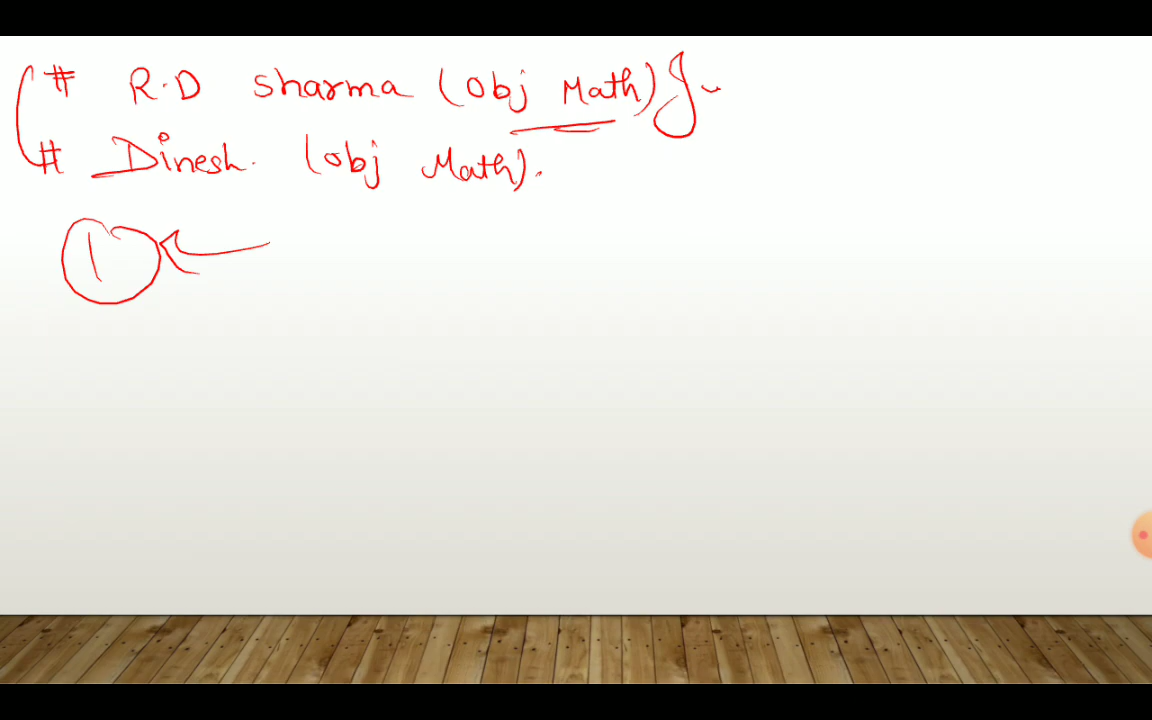 # R.D sharma (obj Math)
# Dinesh. (obj Math).
1